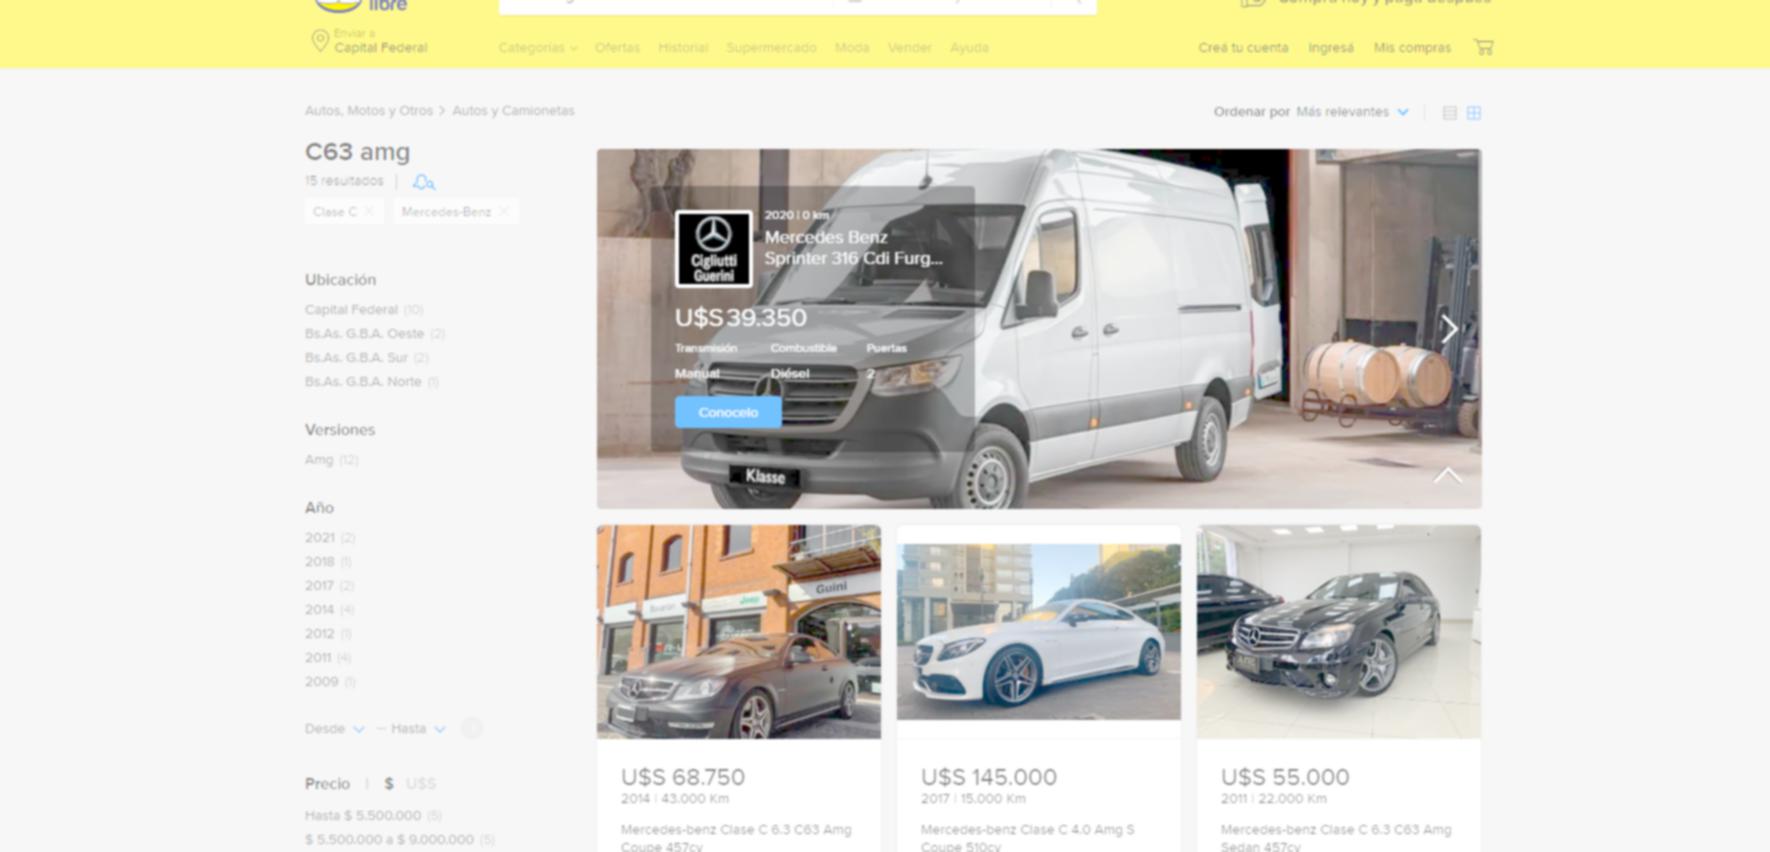 libre
Enviar a
Capital Federal
Categorías Ofertas Historial Supermercado Moda Vender Ayuda
Creá tu cuenta Ingresá Mis compras
Autos, Motos y Otros > Autos y Camionetas
Ordenar por Más relevantes
C63 amg
15 resultados
Clase C × Mercedes-Benz ×
Ubicación
Capital Federal (10)
Bs.As. G.B.A. Oeste (2)
Bs.As. G.B.A. Sur (2)
Bs.As. G.B.A. Norte (1)
Versiones
Amg (12)
Año
2021 (2)
2018 (1)
2017 (2)
2014 (4)
2012 (1)
2011 (4)
2009 (1)
Desde – Hasta
Precio | $ U$S
Hasta $ 5.500.000 (5)
$ 5.500.000 a $ 9.000.000 (5)
Cigliutti
Guerini
2020 | 0 km
Mercedes Benz
Sprinter 316 Cdi Furg...
U$S 39.350
Transmisión Combustible Puertas
Manual Diésel 2
Conocelo
Klasse
Guini
Jeep
U$S 68.750
2014 | 43.000 Km
Mercedes-benz Clase C 6.3 C63 Amg
Coupe 457cv
U$S 145.000
2017 | 15.000 Km
Mercedes-benz Clase C 4.0 Amg S
Coupe 510cv
U$S 55.000
2011 | 22.000 Km
Mercedes-benz Clase C 6.3 C63 Amg
Sedan 457cv